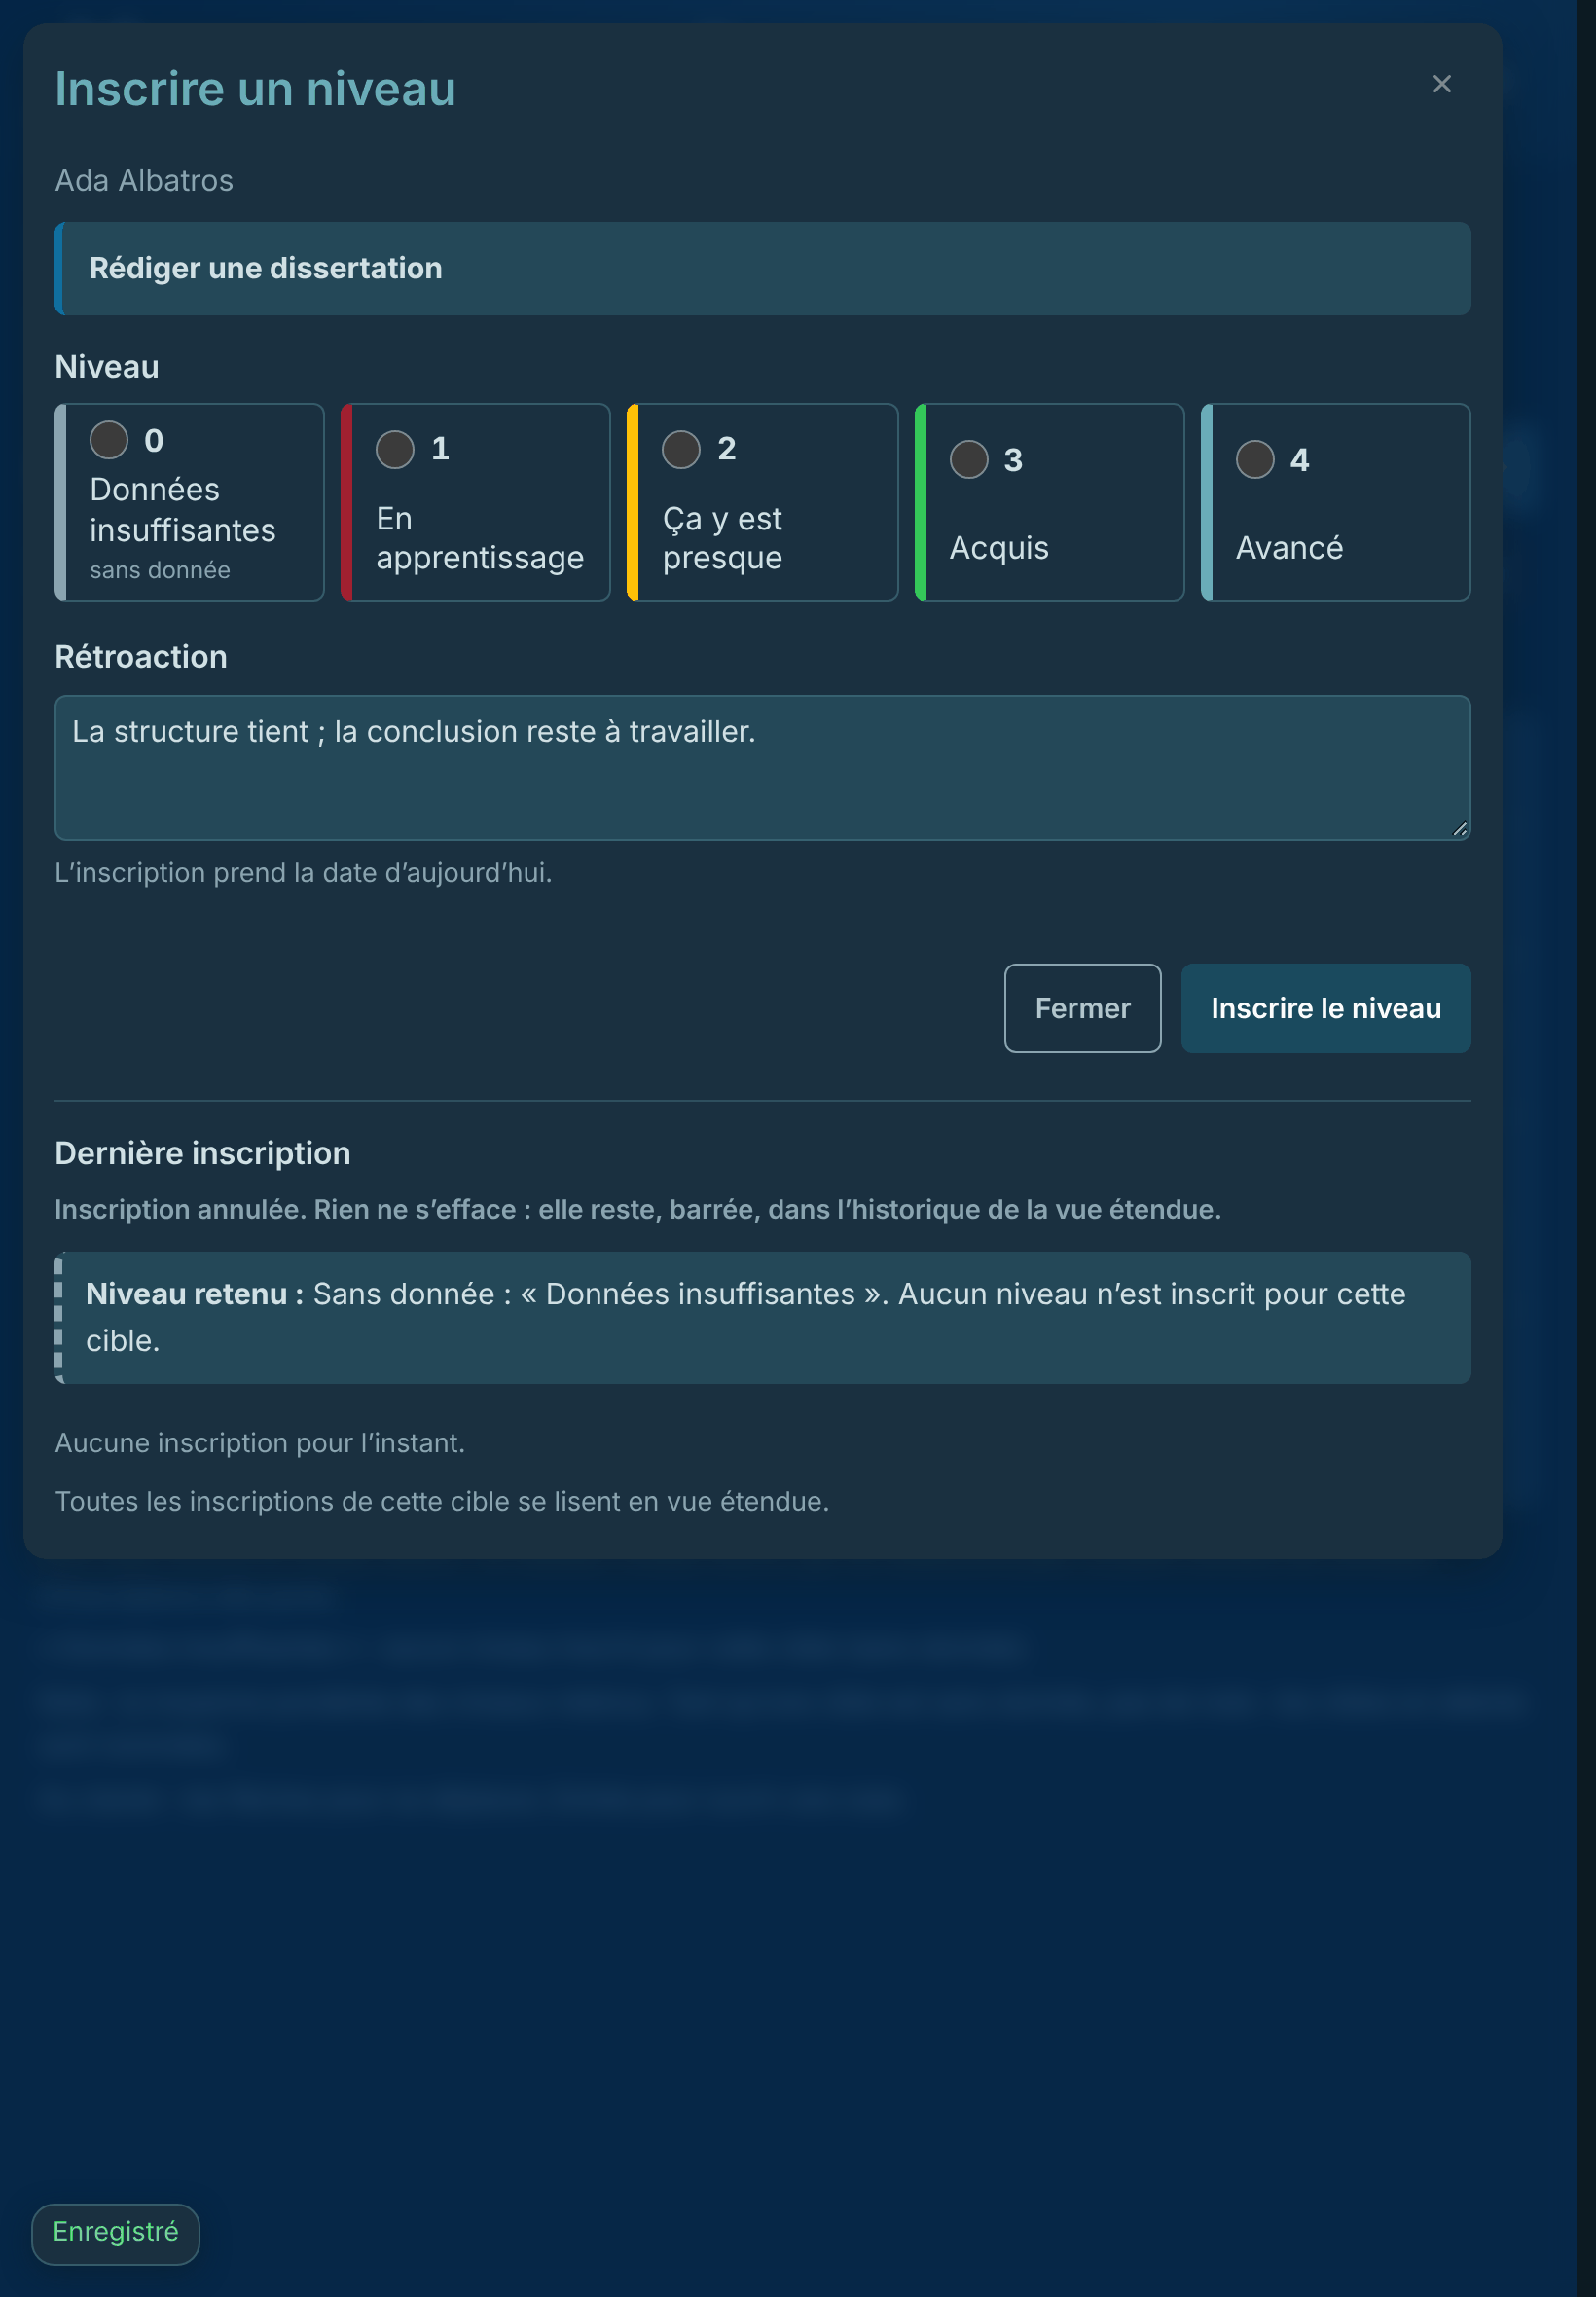 Inscrire un niveau
×
Ada Albatros
Rédiger une dissertation
Niveau
0
Données
insuffisantes
sans donnée
1
En
apprentissage
2
Ça y est
presque
3
Acquis
4
Avancé
Rétroaction
La structure tient ; la conclusion reste à travailler.
L’inscription prend la date d’aujourd’hui.
Fermer
Inscrire le niveau
Dernière inscription
Inscription annulée. Rien ne s’efface : elle reste, barrée, dans l’historique de la vue étendue.
Niveau retenu : Sans donnée : « Données insuffisantes ». Aucun niveau n’est inscrit pour cette
cible.
Aucune inscription pour l’instant.
Toutes les inscriptions de cette cible se lisent en vue étendue.
Enregistré